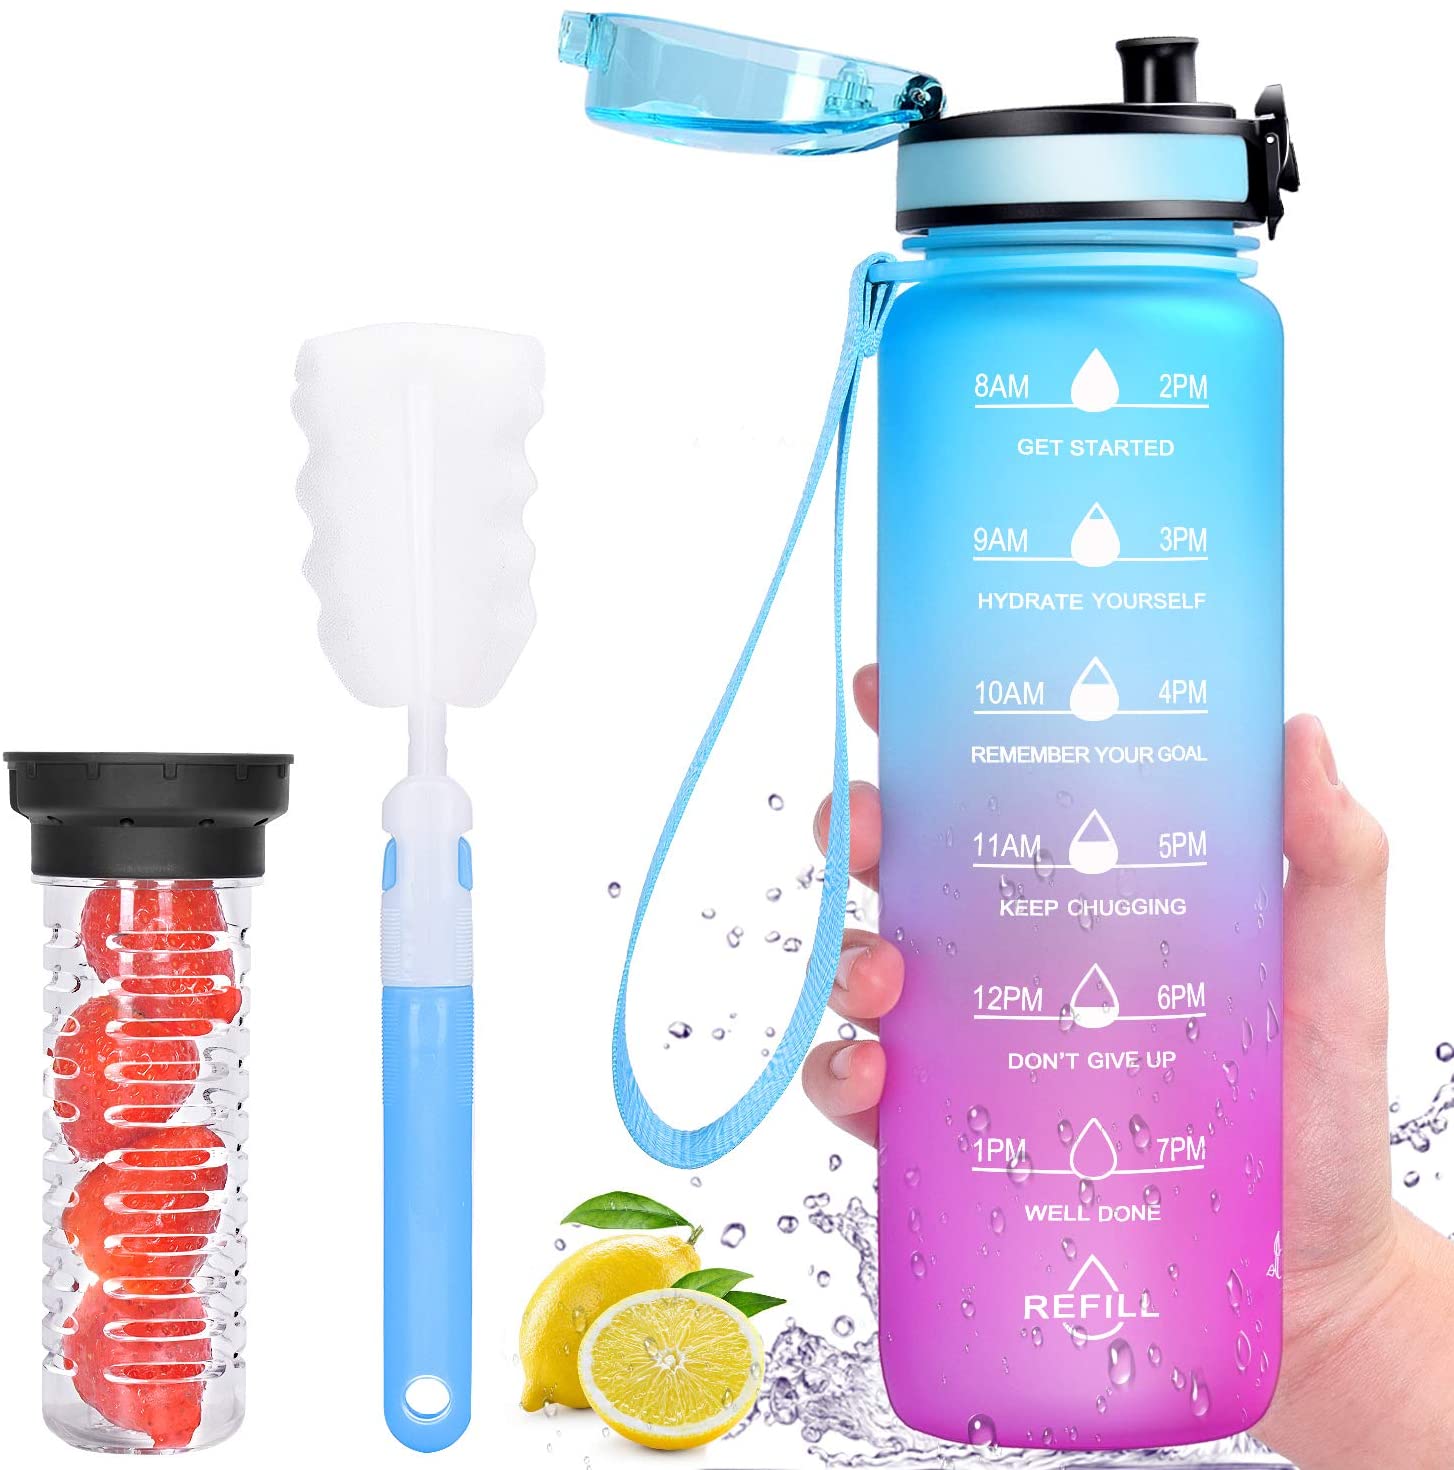 8AM 2PM
GET STARTED
9AM 3PM
HYDRATE YOURSELF
10AM 4PM
REMEMBER YOUR GOAL
11AM 5PM
KEEP CHUGGING
12PM 6PM
DON'T GIVE UP
1PM 7PM
WELL DONE
REFILL